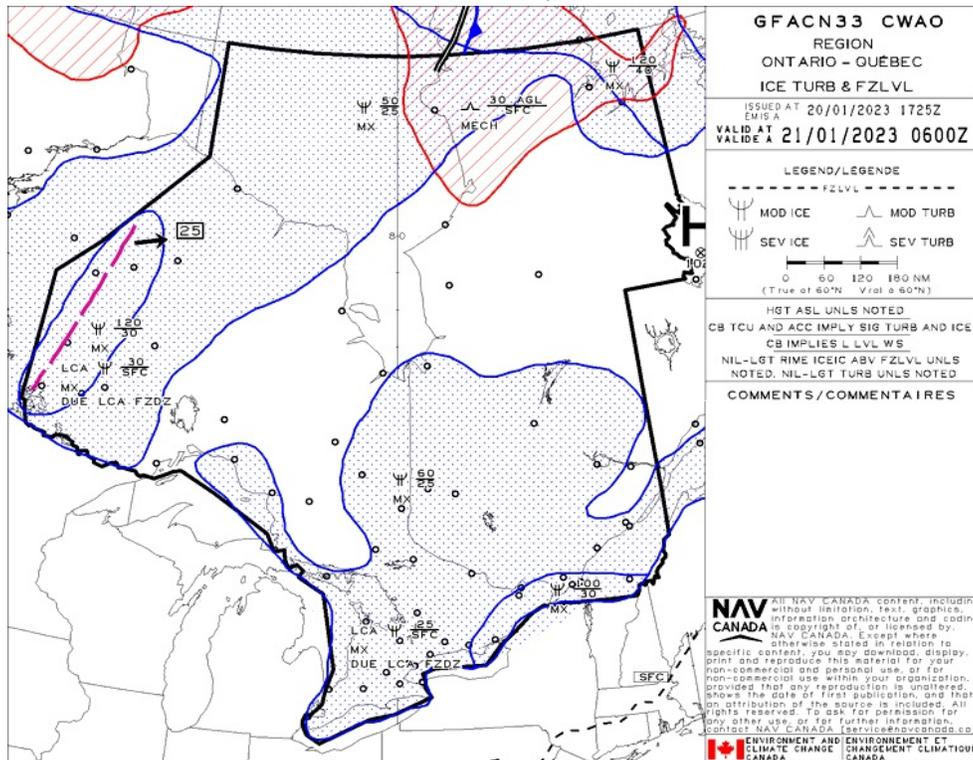 GFACN33 CWAO
REGION
ONTARIO – QUÉBEC
ICE TURB & FZLVL
ISSUED AT 20/01/2023 1725Z
EMIS A
VALID AT 21/01/2023 0600Z
VALIDE A
LEGEND/LÉGENDE
FZLVL
MOD ICE
MOD TURB
SEV ICE
SEV TURB
0 60 120 180 NM
(True at 60°N Vrai a 60°N)
HGT ASL UNLS NOTED
CB TCU AND ACC IMPLY SIG TURB AND ICE
CB IMPLIES L LVL WS
NIL-LGT RIME ICEIC ABV FZLVL UNLS
NOTED. NIL-LGT TURB UNLS NOTED
COMMENTS/COMMENTAIRES
120
40
MX
50
25
MX
30 AGL
SFC
MECH
80
25
H
102
120
30
MX
LCA 30
SFC
MX
DUE LCA FZDZ
60
25
MX
100
30
MX
LCA 25
SFC
MX
DUE LCA FZDZ
SFC
NAV
CANADA
All NAV CANADA content, including
without limitation, text, graphics,
information architecture and coding
is copyright of, or licensed by,
NAV CANADA. Except where
otherwise stated in relation to
specific content, you may download, display,
print and reproduce this material for your
non-commercial and personal use, or for
non-commercial use within your organization,
provided that any reproduction is unaltered,
shows the date of first publication, and that
an attribution of the source is included. All
rights reserved. To ask for permission for
any other use, or for further information,
contact NAV CANADA (service@navcanada.ca
ENVIRONMENT AND
CLIMATE CHANGE
CANADA
ENVIRONNEMENT ET
CHANGEMENT CLIMATIQUE
CANADA